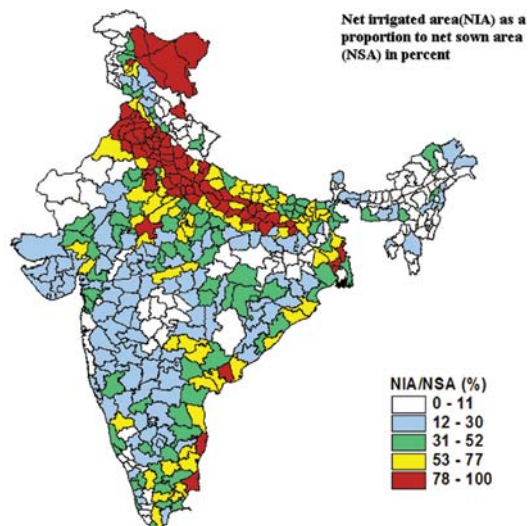 Net irrigated area(NIA) as a
proportion to net sown area
(NSA) in percent
NIA/NSA (%)
0 - 11
12 - 30
31 - 52
53 - 77
78 - 100